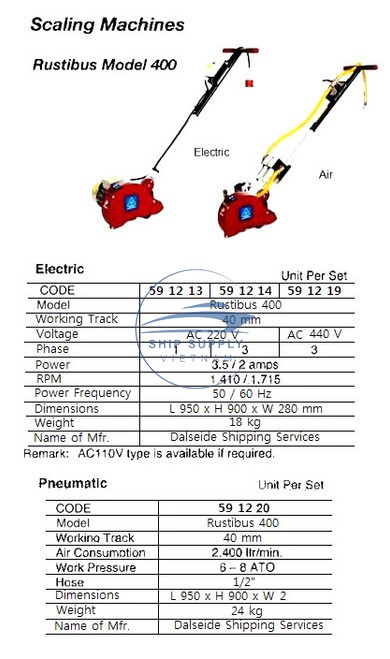 Scaling Machines
Rustibus Model 400
Electric
Air
Electric
Unit Per Set
CODE 59 12 13 59 12 14 59 12 19
Model Rustibus 400
Working Track 40 mm
Voltage AC 220 V AC 440 V
Phase 1 3 3
Power 3.5 / 2 amps
RPM 1.410 / 1.715
Power Frequency 50 / 60 Hz
Dimensions L 950 x H 900 x W 280 mm
Weight 18 kg
Name of Mfr. Dalseide Shipping Services
SHIP SUPPLY
VIETNAM
Remark: AC110V type is available if required.
Pneumatic
Unit Per Set
CODE 59 12 20
Model Rustibus 400
Working Track 40 mm
Air Consumption 2.400 ltr/min.
Work Pressure 6 – 8 ATO
Hose 1/2"
Dimensions L 950 x H 900 x W 2
Weight 24 kg
Name of Mfr. Dalseide Shipping Services